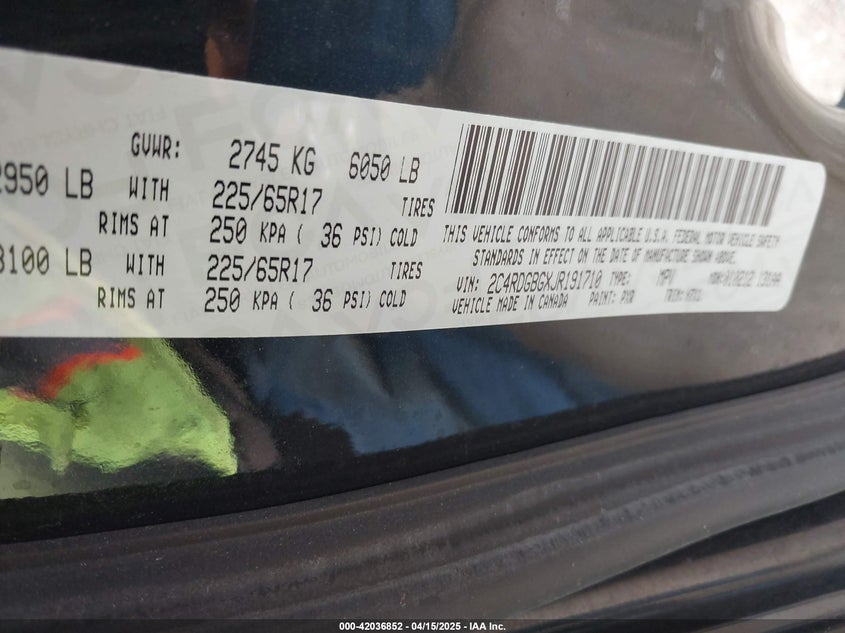 GVWR: 2745 KG 6050 LB
2950 LB WITH 225/65R17 TIRES
RIMS AT 250 KPA ( 36 PSI) COLD
3100 LB WITH 225/65R17 TIRES
RIMS AT 250 KPA ( 36 PSI) COLD
THIS VEHICLE CONFORMS TO ALL APPLICABLE U.S.A. FEDERAL MOTOR VEHICLE SAFETY
STANDARDS IN EFFECT ON THE DATE OF MANUFACTURE SHOWN ABOVE.
VIN: 2C4RDGBGXJR191710 TYPE: MPV
VEHICLE MADE IN CANADA PAINT: PXR TRIM:
000-42036852 - 04/15/2025 - IAA Inc.